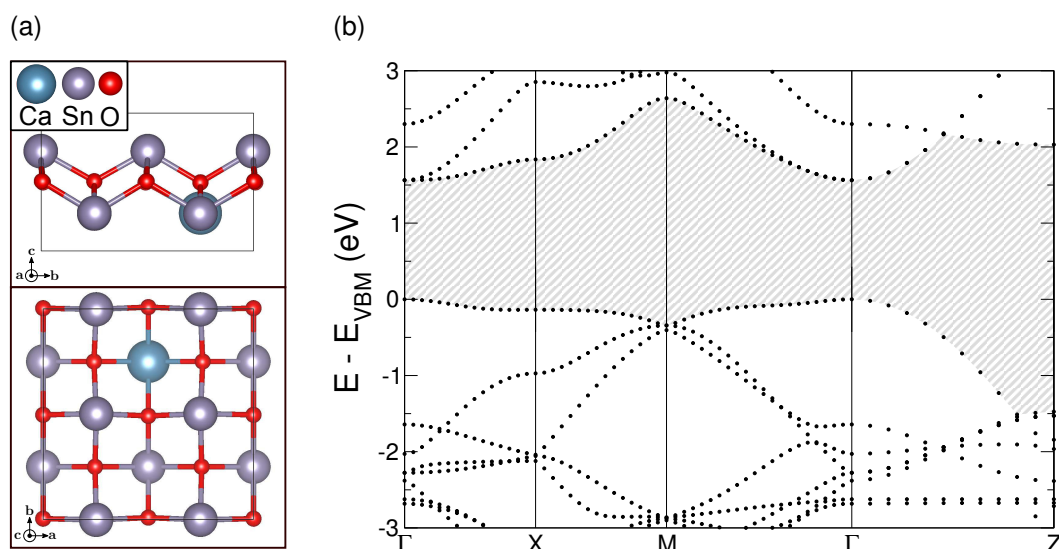 (a)
Ca Sn O
c
a b
b
c a
(b)
E - E_VBM (eV)
3
2
1
0
-1
-2
-3
Γ X M Γ Z